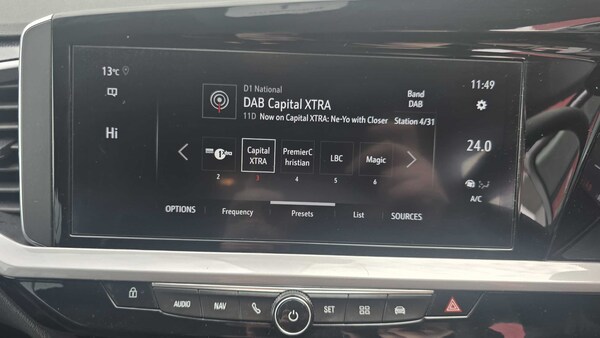 13°C
Hi
D1 National
DAB Capital XTRA
11D Now on Capital XTRA: Ne-Yo with Closer
Band
DAB
Station 4/31
11:49
24.0
A/C
Capital
XTRA
PremierC
hristian
LBC
Magic
2 3 4 5 6
OPTIONS Frequency Presets List SOURCES
AUDIO NAV SET